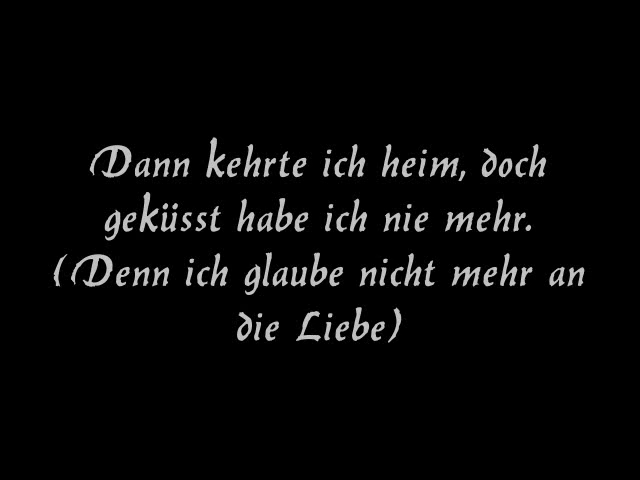 Dann kehrte ich heim, doch
geküsst habe ich nie mehr.
(Denn ich glaube nicht mehr an
die Liebe)